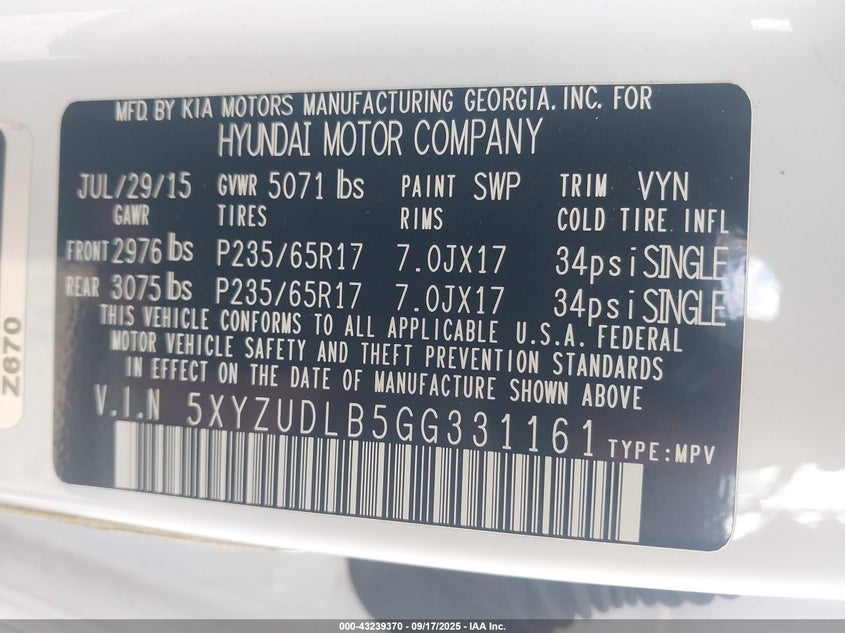 MFD. BY KIA MOTORS MANUFACTURING GEORGIA, INC. FOR
HYUNDAI MOTOR COMPANY
JUL/29/15 GVWR 5071 lbs PAINT SWP TRIM VYN
GAWR TIRES RIMS COLD TIRE INFL
FRONT 2976 lbs P235/65R17 7.0JX17 34psi SINGLE
REAR 3075 lbs P235/65R17 7.0JX17 34psi SINGLE
THIS VEHICLE CONFORMS TO ALL APPLICABLE U.S.A. FEDERAL
MOTOR VEHICLE SAFETY AND THEFT PREVENTION STANDARDS
IN EFFECT ON THE DATE OF MANUFACTURE SHOWN ABOVE
V.I.N 5XYZUDLB5GG331161 TYPE:MPV
Z670
000-43239370 - 09/17/2025 - IAA Inc.